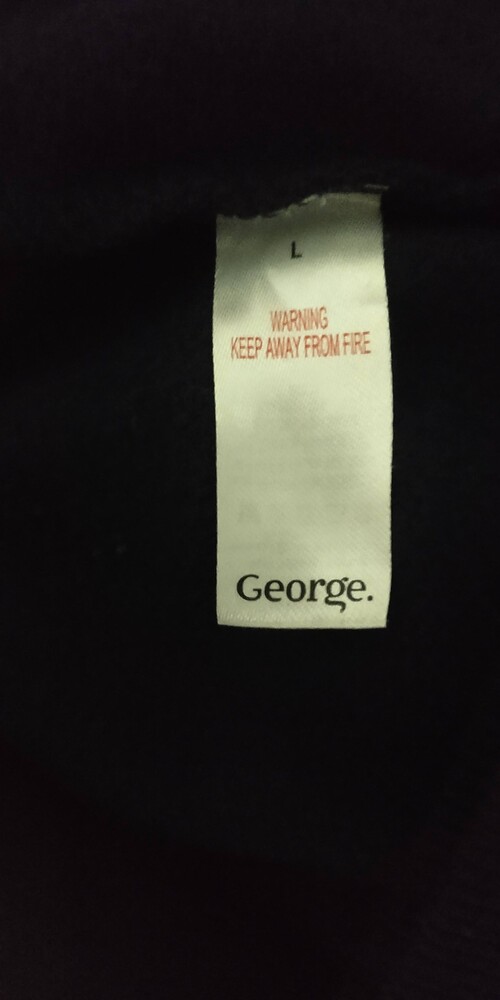 L
WARNING
KEEP AWAY FROM FIRE
George.